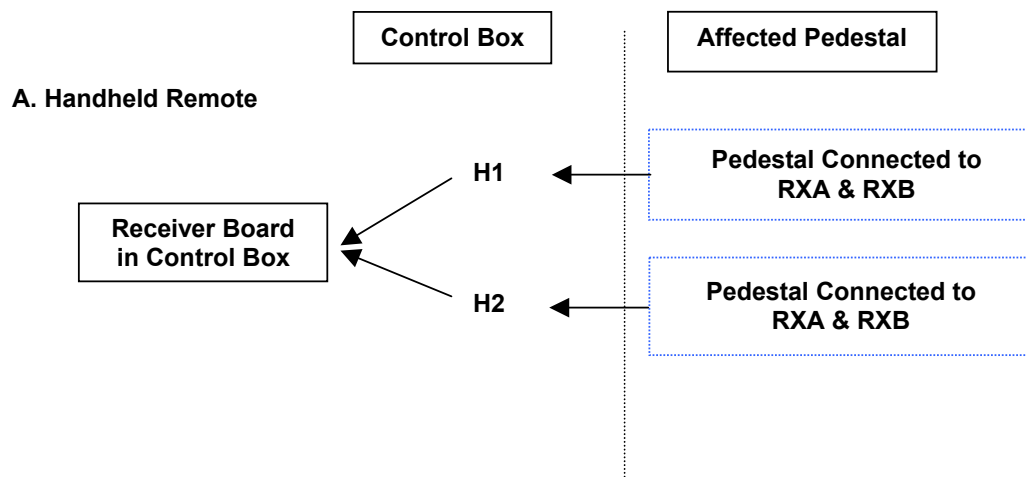 Control Box
Affected Pedestal
A. Handheld Remote
H1
Pedestal Connected to
RXA & RXB
Receiver Board
in Control Box
H2
Pedestal Connected to
RXA & RXB